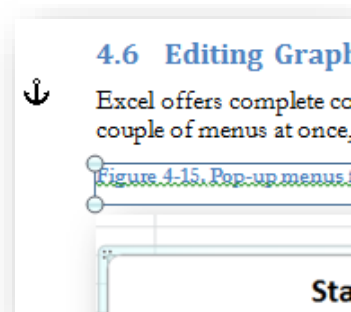 4.6 Editing Graph
Excel offers complete co
couple of menus at once,
Figure 4-15. Pop-up menus
Sta